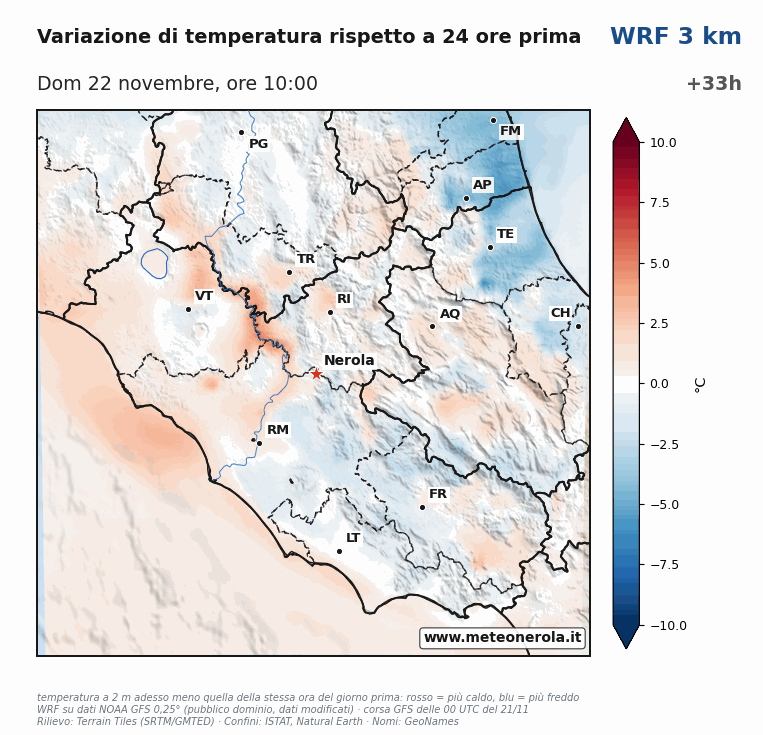 Variazione di temperatura rispetto a 24 ore prima
WRF 3 km
Dom 22 novembre, ore 10:00
+33h
PG
FM
AP
TE
TR
VT
RI
AQ
CH
Nerola
RM
FR
LT
www.meteonerola.it
10.0
7.5
5.0
2.5
0.0
−2.5
−5.0
−7.5
−10.0
°C
temperatura a 2 m adesso meno quella della stessa ora del giorno prima: rosso = più caldo, blu = più freddo
WRF su dati NOAA GFS 0,25° (pubblico dominio, dati modificati) · corsa GFS delle 00 UTC del 21/11
Rilievo: Terrain Tiles (SRTM/GMTED) · Confini: ISTAT, Natural Earth · Nomi: GeoNames